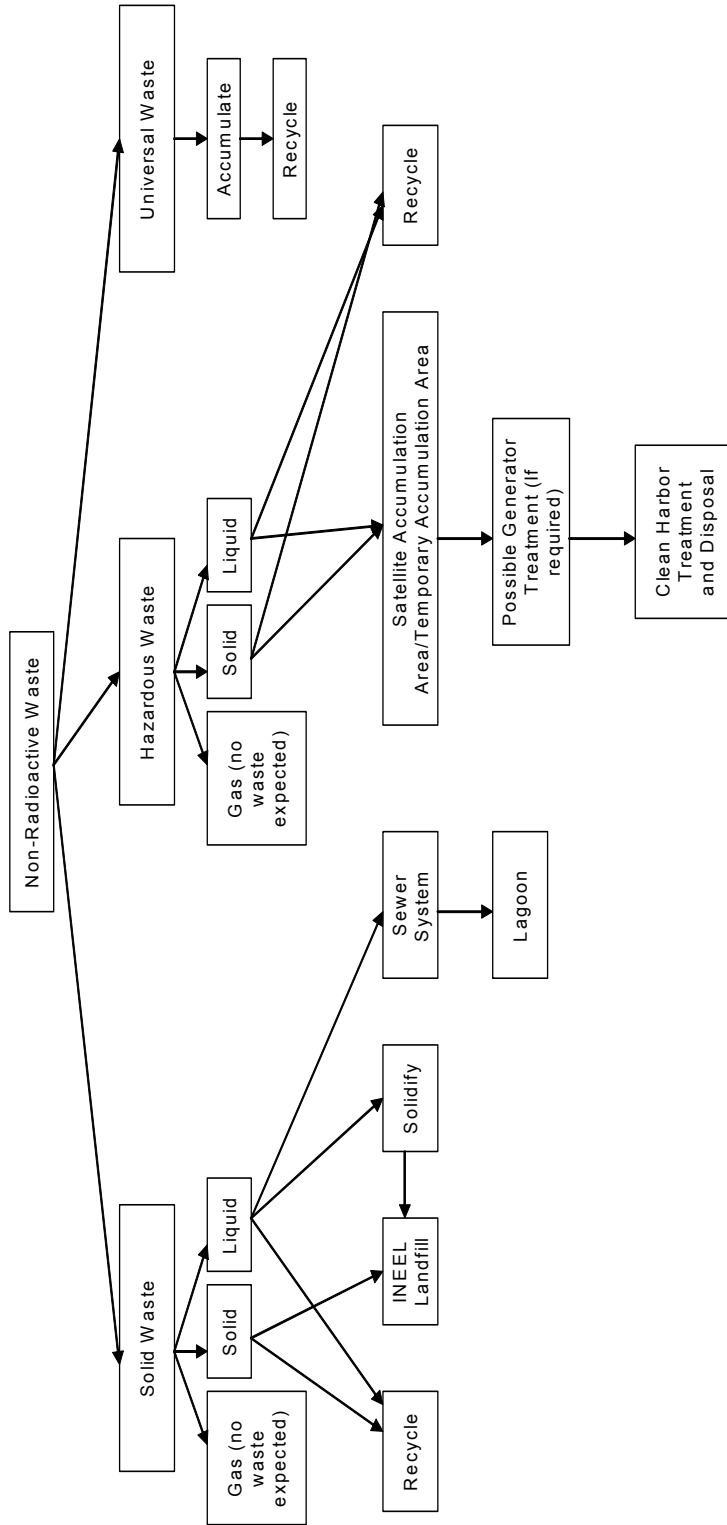 Non-Radioactive Waste
Solid Waste
Hazardous Waste
Universal Waste
Gas (no
waste
expected)
Solid
Liquid
Gas (no
waste
expected)
Solid
Liquid
Accumulate
Recycle
Recycle
INEEL
Landfill
Solidify
Sewer
System
Satellite Accumulation
Area/Temporary Accumulation Area
Recycle
Lagoon
Possible Generator
Treatment (If
required)
Clean Harbor
Treatment
and Disposal